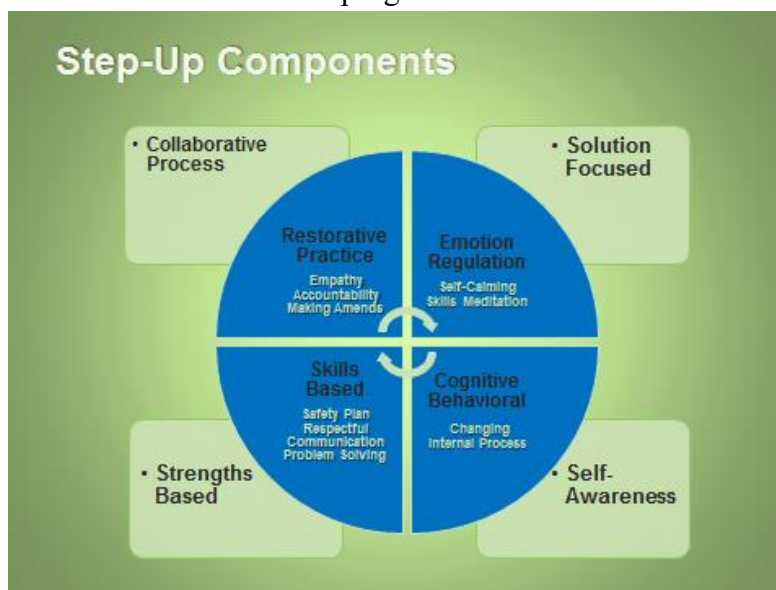 Step-Up Components
• Collaborative
Process
• Solution
Focused
Restorative
Practice
Empathy
Accountability
Making Amends
Emotion
Regulation
Self-Calming
Skills Meditation
Skills
Based
Safety Plan
Respectful
Communication
Problem Solving
Cognitive
Behavioral
Changing
Internal Process
• Strengths
Based
• Self-
Awareness